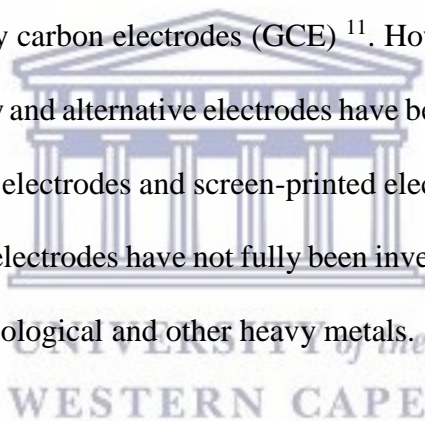 y carbon electrodes (GCE) 11. Ho
y and alternative electrodes have be
electrodes and screen-printed elec
electrodes have not fully been inve
ological and other heavy metals.
UNIVERSITY of the
WESTERN CAPE